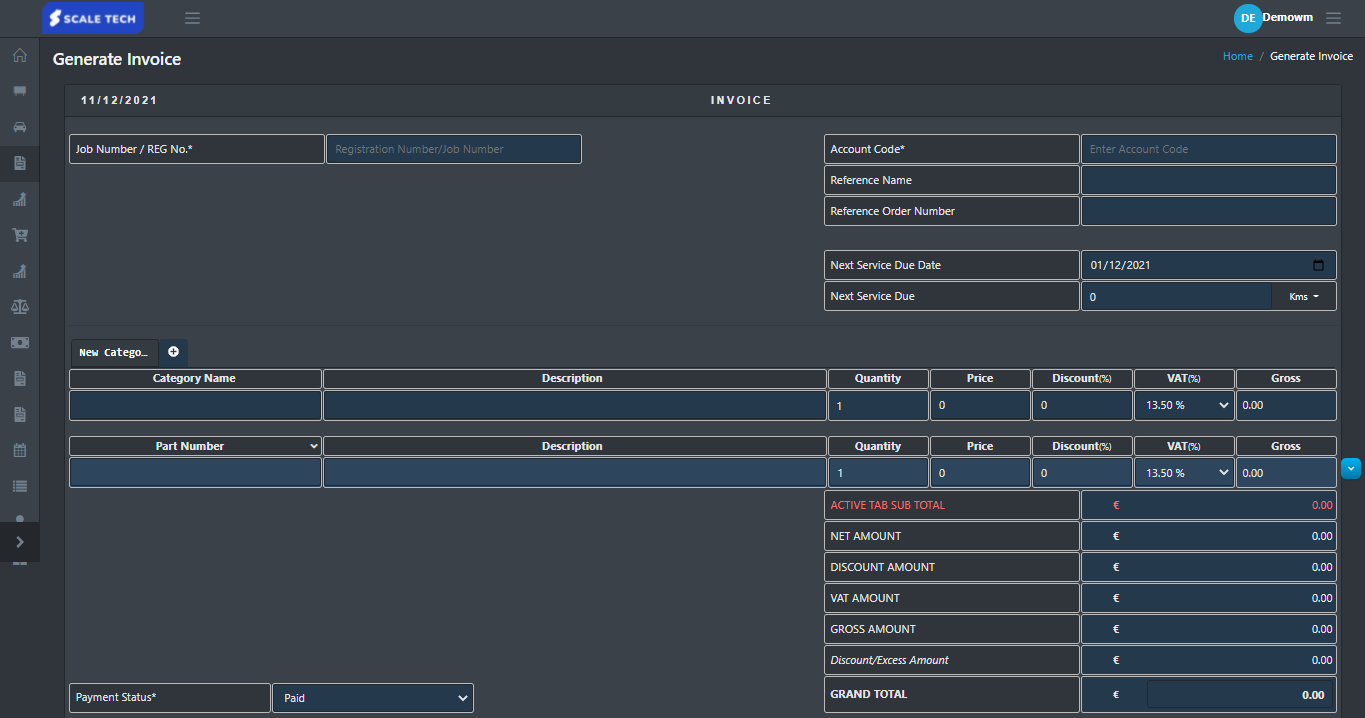 SCALE TECH
DE Demowm
Generate Invoice
Home / Generate Invoice
11/12/2021 INVOICE
Job Number / REG No.* Registration Number/Job Number Account Code* Enter Account Code
Reference Name
Reference Order Number
Next Service Due Date 01/12/2021
Next Service Due 0 Kms
New Catego…
Category Name Description Quantity Price Discount(%) VAT(%) Gross
1 0 0 13.50 % 0.00
Part Number Description Quantity Price Discount(%) VAT(%) Gross
1 0 0 13.50 % 0.00
ACTIVE TAB SUB TOTAL € 0.00
NET AMOUNT € 0.00
DISCOUNT AMOUNT € 0.00
VAT AMOUNT € 0.00
GROSS AMOUNT € 0.00
Discount/Excess Amount € 0.00
Payment Status* Paid GRAND TOTAL € 0.00